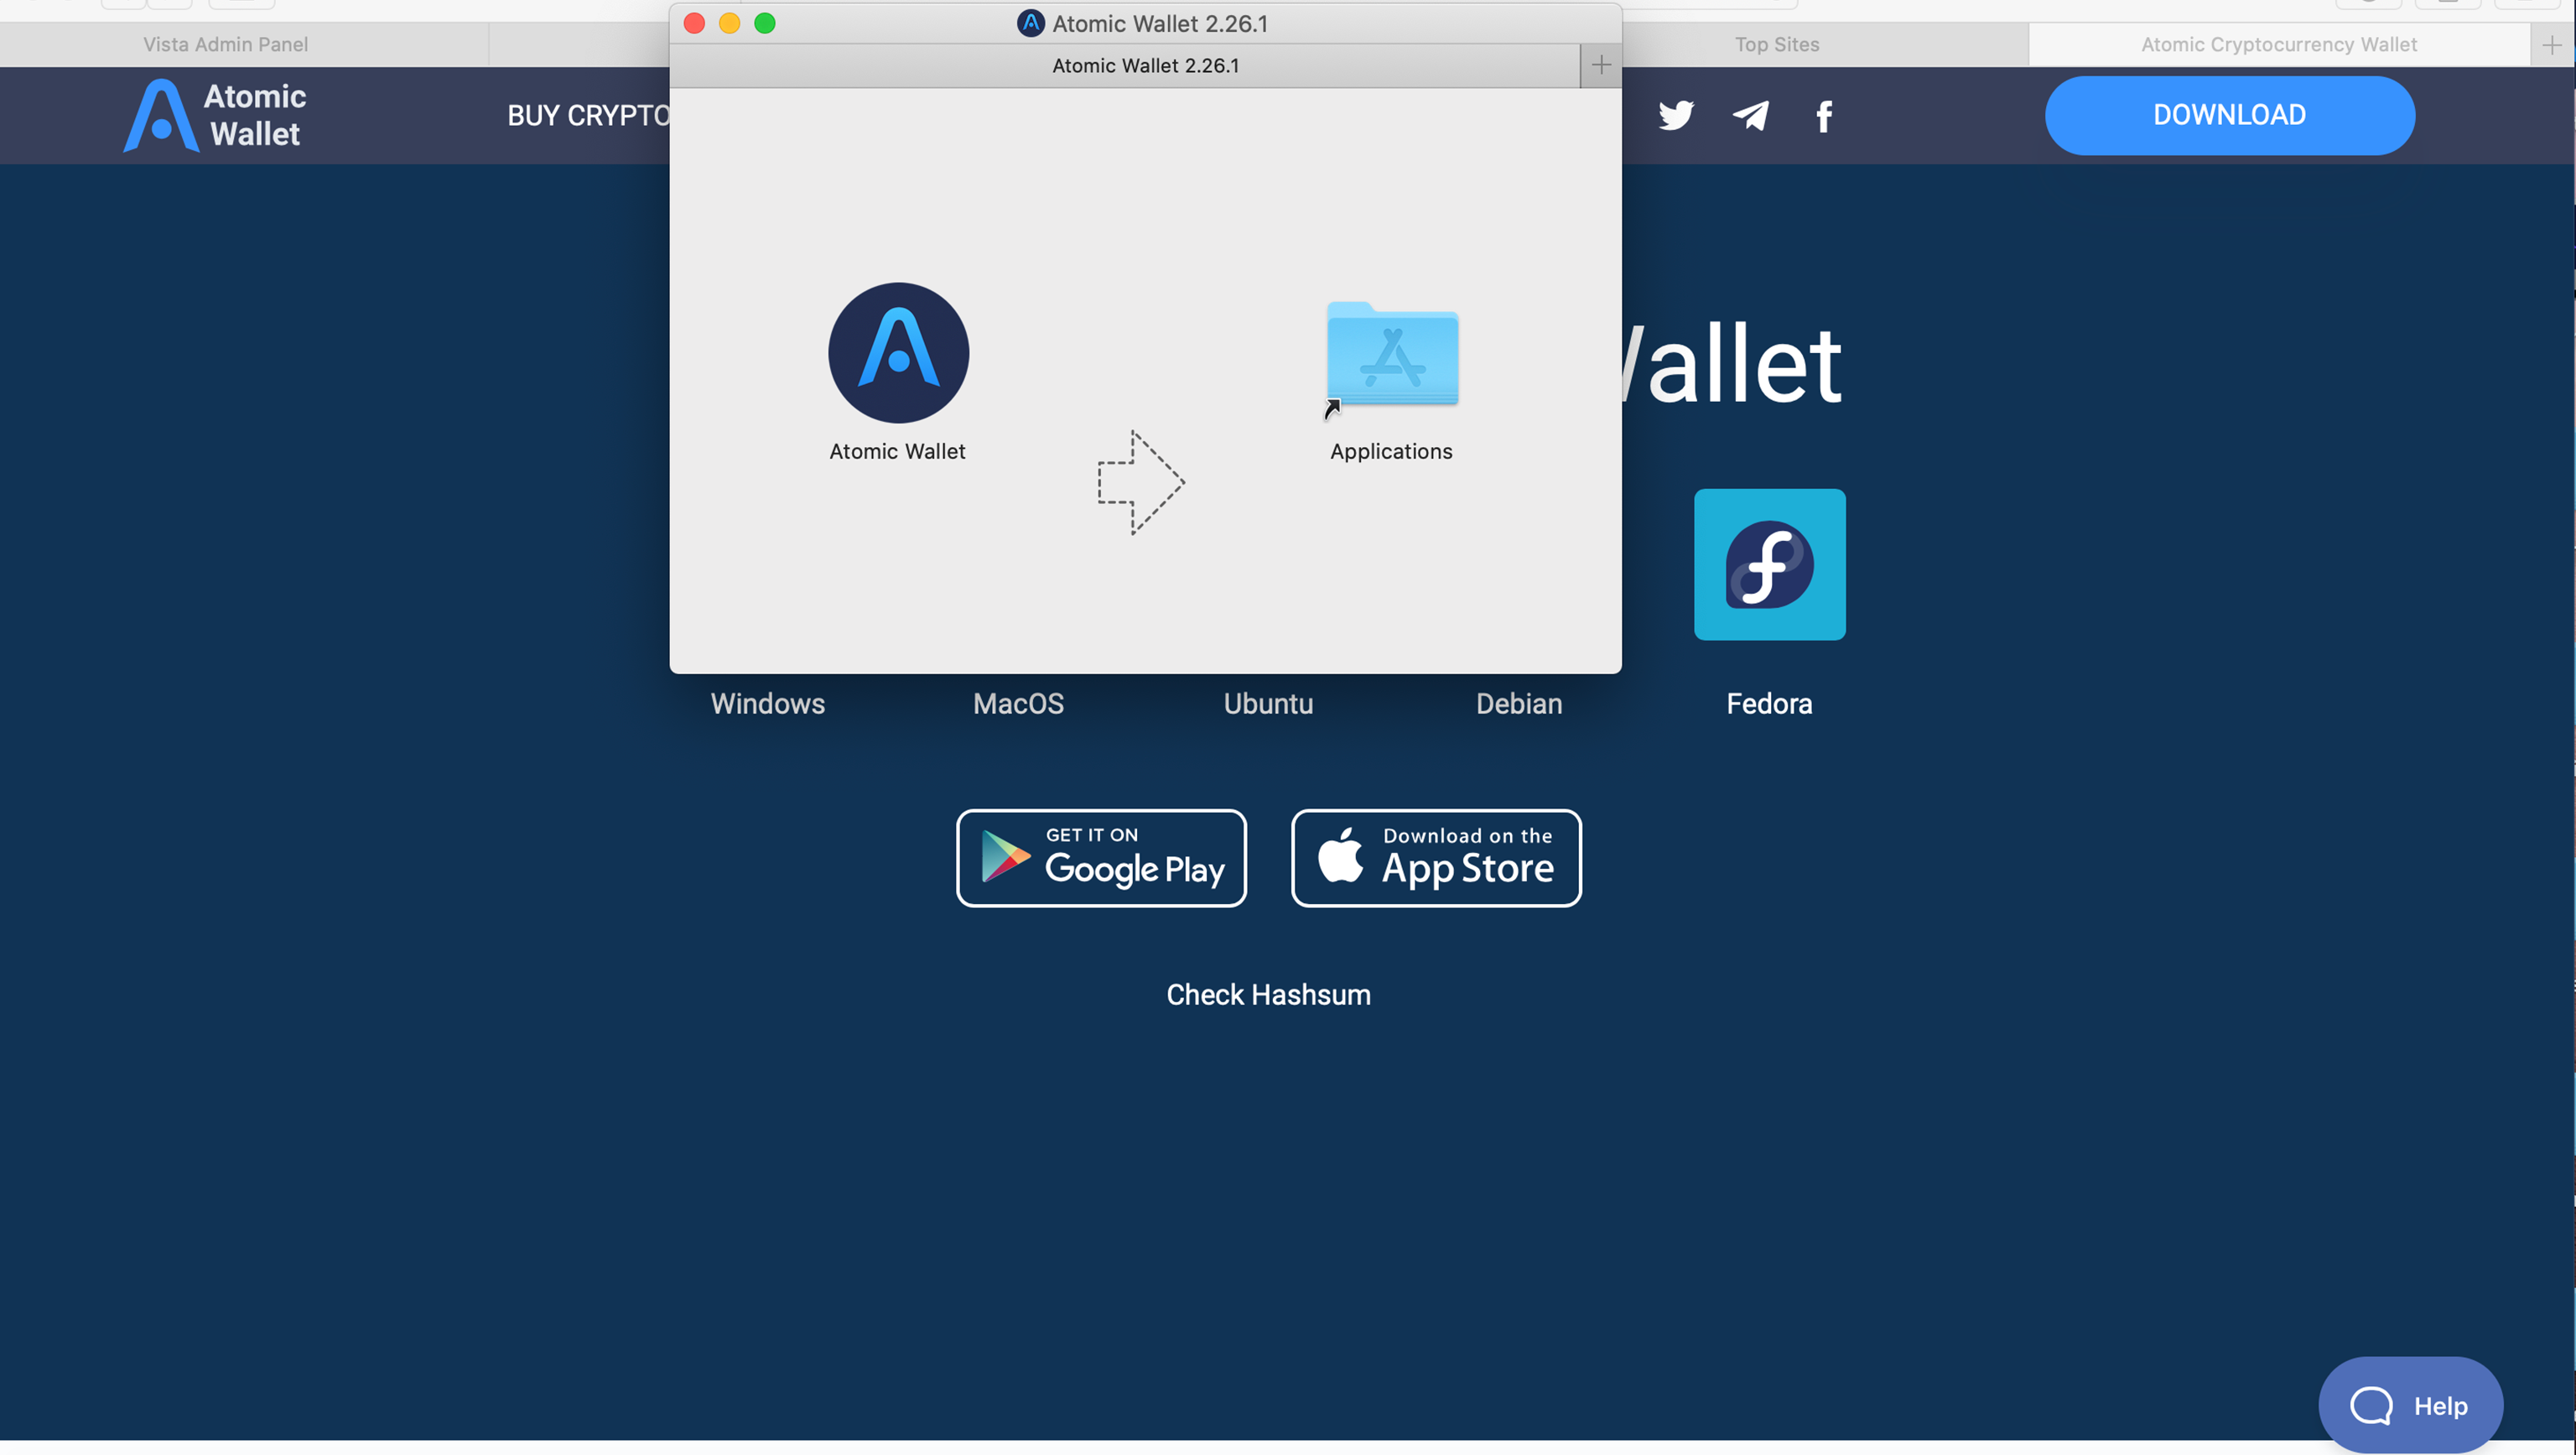 Atomic Wallet 2.26.1
Vista Admin Panel
Top Sites
Atomic Cryptocurrency Wallet
Atomic Wallet 2.26.1
Atomic
Wallet
BUY CRYPTO
DOWNLOAD
Atomic Wallet
Applications
allet
Windows
MacOS
Ubuntu
Debian
Fedora
GET IT ON
Google Play
Download on the
App Store
Check Hashsum
Help